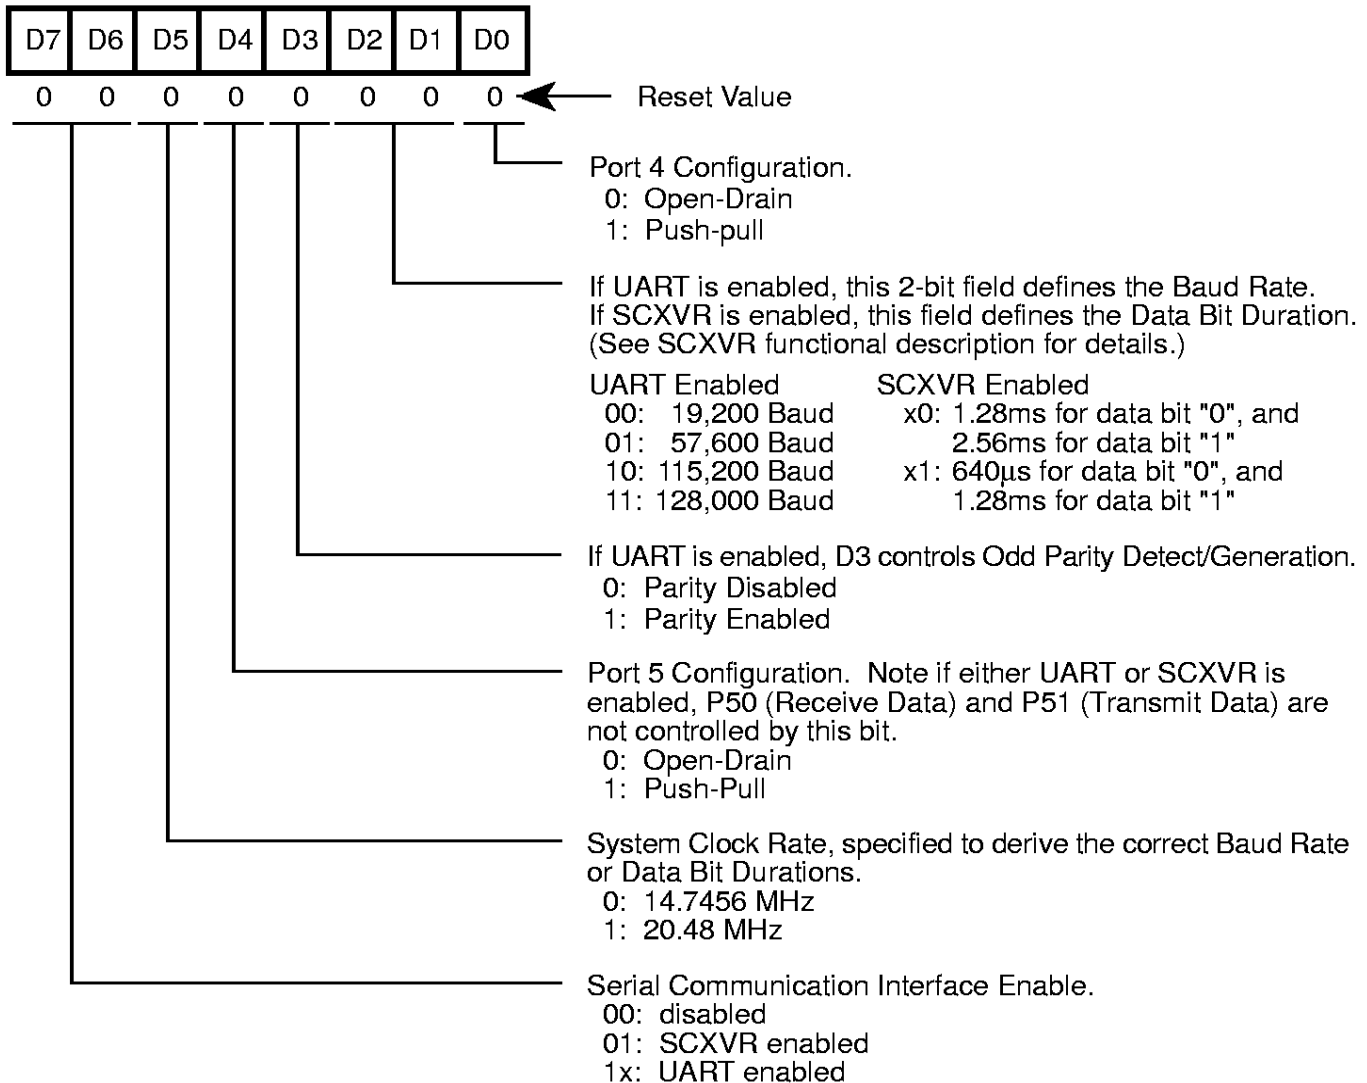 D7 D6 D5 D4 D3 D2 D1 D0
0 0 0 0 0 0 0 0 Reset Value
Port 4 Configuration.
0: Open-Drain
1: Push-pull
If UART is enabled, this 2-bit field defines the Baud Rate.
If SCXVR is enabled, this field defines the Data Bit Duration.
(See SCXVR functional description for details.)
UART Enabled SCXVR Enabled
00: 19,200 Baud x0: 1.28ms for data bit "0", and
01: 57,600 Baud 2.56ms for data bit "1"
10: 115,200 Baud x1: 640µs for data bit "0", and
11: 128,000 Baud 1.28ms for data bit "1"
If UART is enabled, D3 controls Odd Parity Detect/Generation.
0: Parity Disabled
1: Parity Enabled
Port 5 Configuration. Note if either UART or SCXVR is
enabled, P50 (Receive Data) and P51 (Transmit Data) are
not controlled by this bit.
0: Open-Drain
1: Push-Pull
System Clock Rate, specified to derive the correct Baud Rate
or Data Bit Durations.
0: 14.7456 MHz
1: 20.48 MHz
Serial Communication Interface Enable.
00: disabled
01: SCXVR enabled
1x: UART enabled